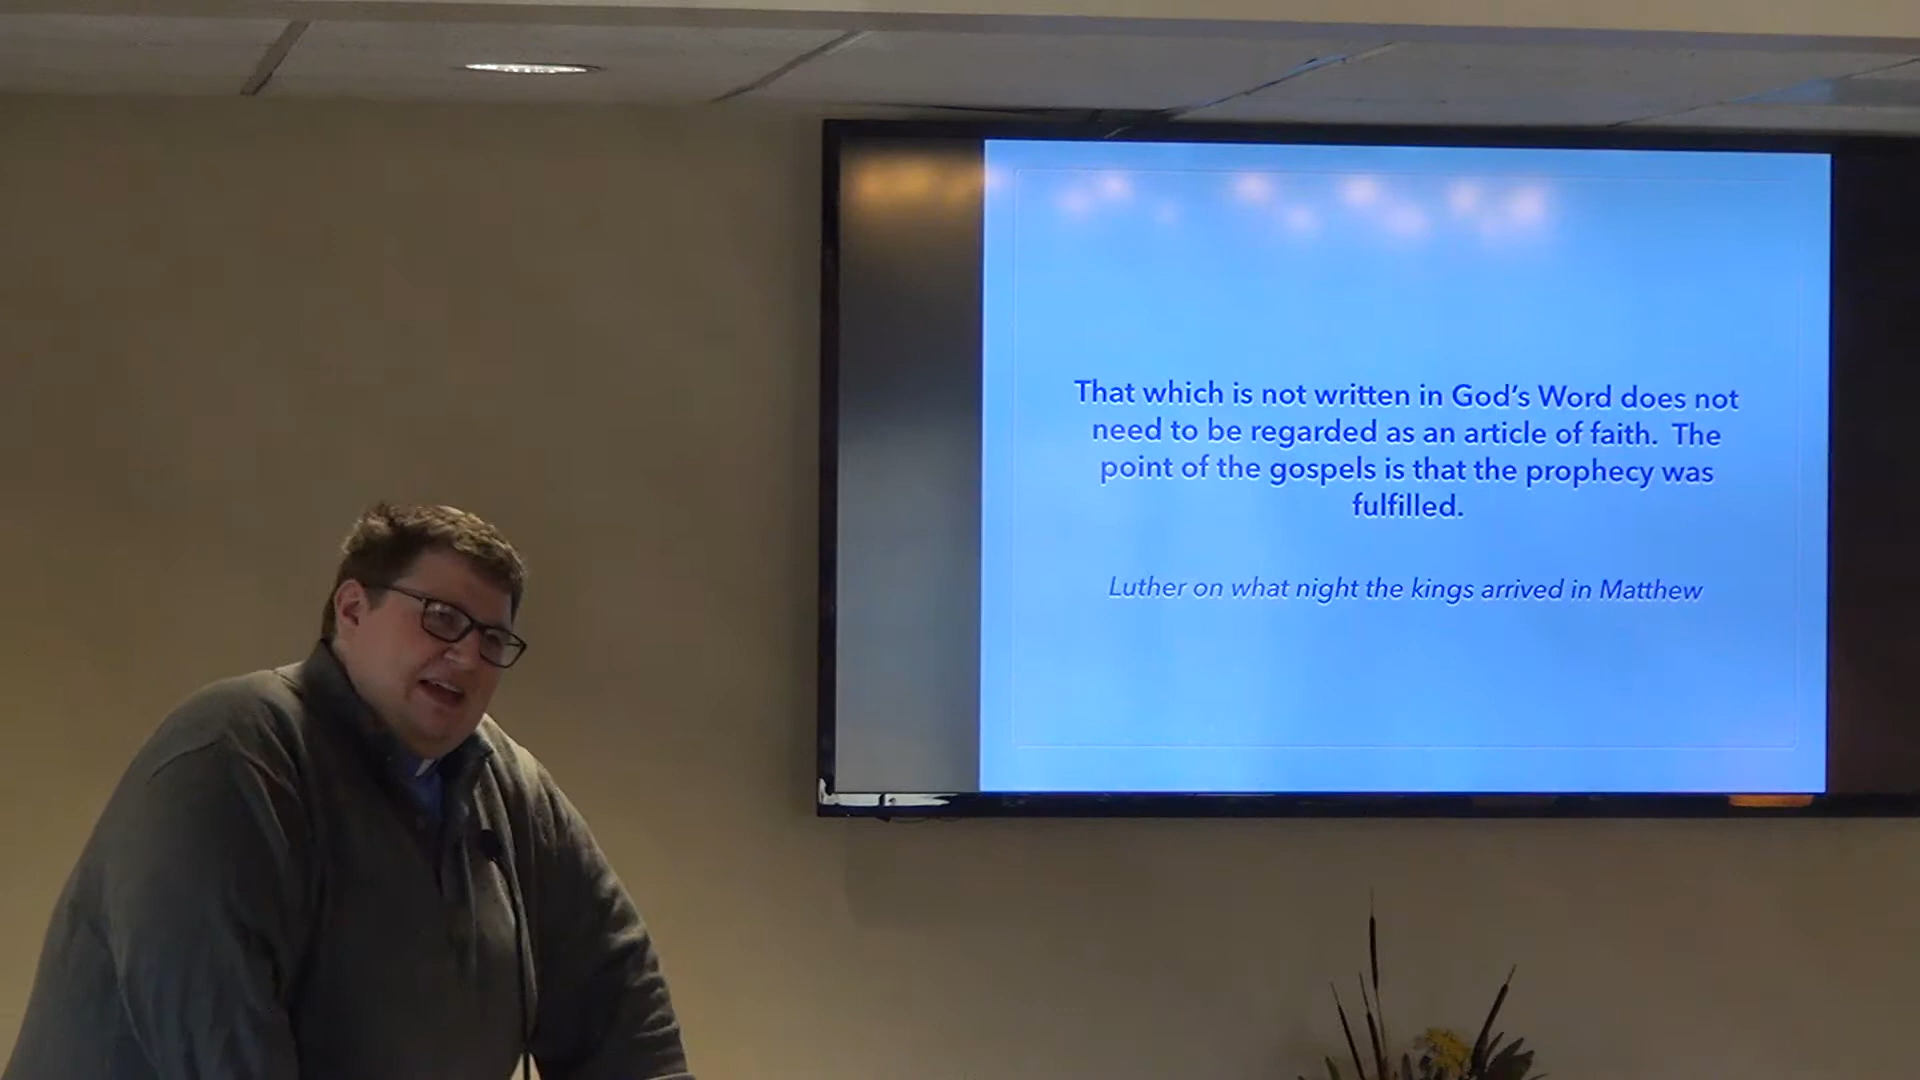 That which is not written in God's Word does not
need to be regarded as an article of faith.  The
point of the gospels is that the prophecy was
fulfilled.
Luther on what night the kings arrived in Matthew